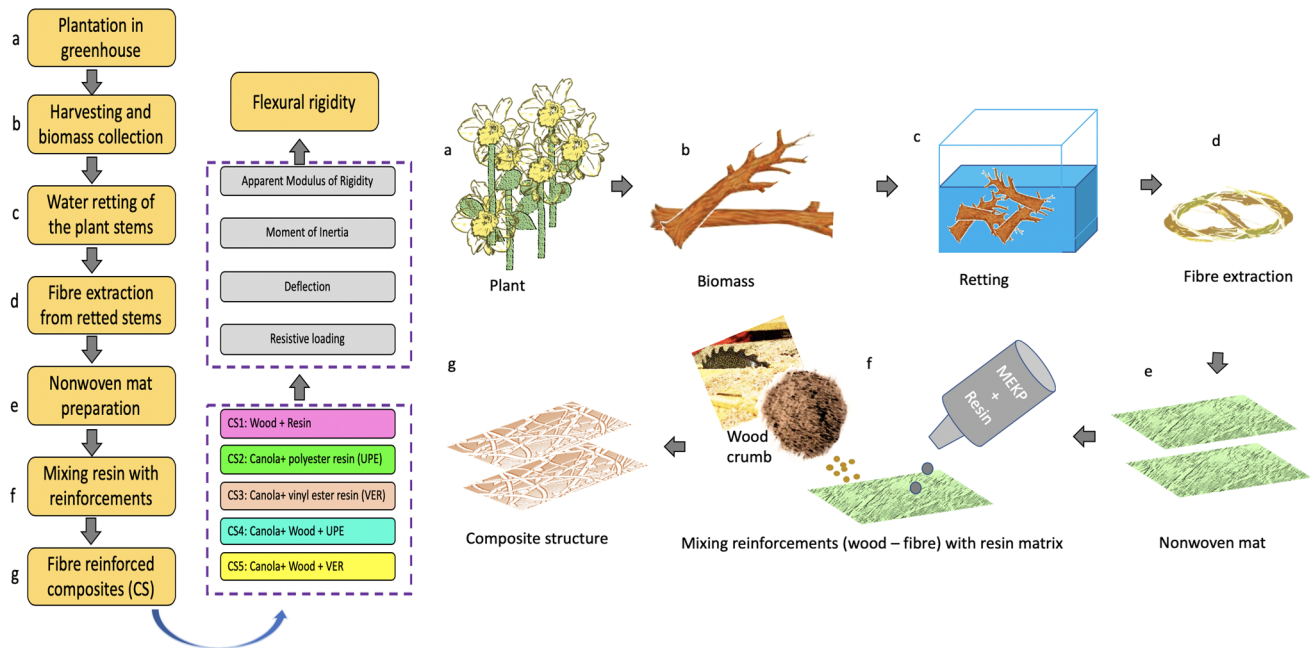 a
Plantation in
greenhouse
b
Harvesting and
biomass collection
c
Water retting
of the plant stems
d
Fibre extraction
from retted stems
e
Nonwoven mat
preparation
f
Mixing resin with
reinforcements
g
Fibre reinforced
composites (CS)
Flexural rigidity
Apparent Modulus of Rigidity
Moment of Inertia
Deflection
Resistive loading
CS1: Wood + Resin
CS2: Canola+ polyester resin (UPE)
CS3: Canola+ vinyl ester resin (VER)
CS4: Canola+ Wood + UPE
CS5: Canola+ Wood + VER
a
Plant
b
Biomass
c
Retting
d
Fibre extraction
e
Nonwoven mat
f
MEKP
+
Resin
Wood
crumb
Mixing reinforcements (wood – fibre) with resin matrix
g
Composite structure